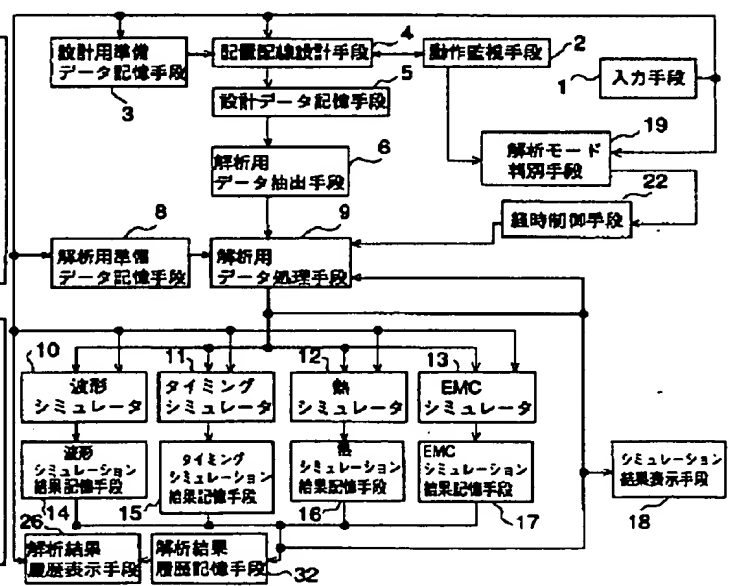 4
設計用準備
データ記憶手段
3
配置配線設計手段
動作監視手段
2
入力手段
1
5
設計データ記憶手段
19
解析モード
判別手段
6
解析用
データ抽出手段
22
経時制御手段
8
解析用準備
データ記憶手段
9
解析用
データ処理手段
10
波形
シミュレータ
11
タイミング
シミュレータ
12
熱
シミュレータ
13
EMC
シミュレータ
波形
シミュレーション
結果記憶手段
14
タイミング
シミュレーション
結果記憶手段
15
熱
シミュレーション
結果記憶手段
16
EMC
シミュレーション
結果記憶手段
17
シミュレーション
結果表示手段
18
26
解析結果
履歴表示手段
解析結果
履歴記憶手段
32